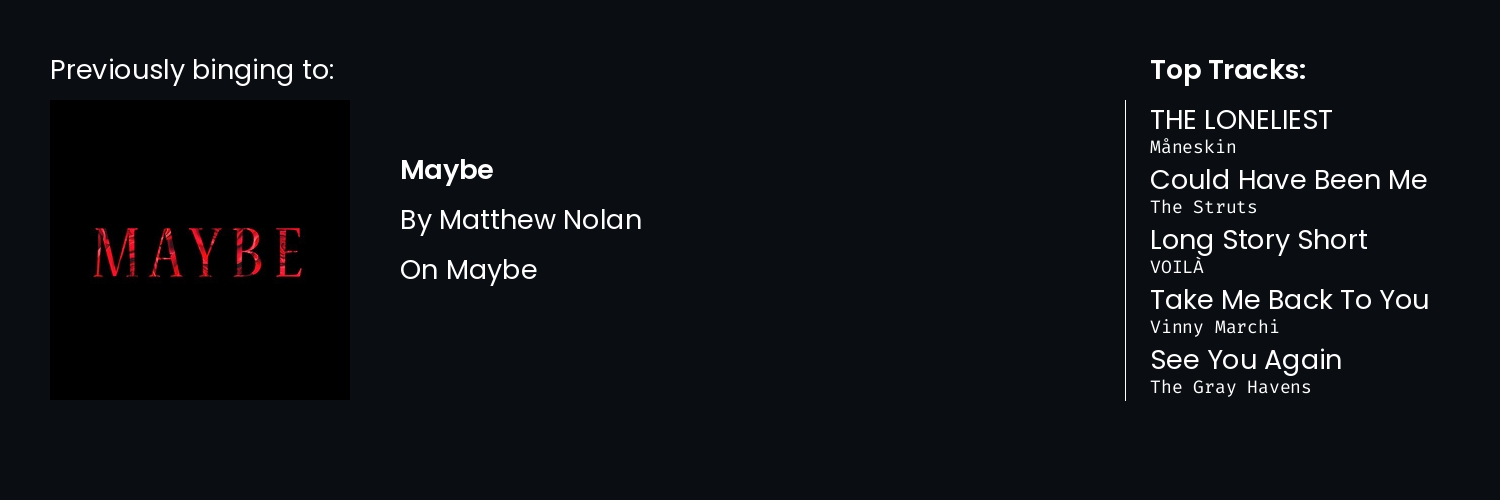 Previously binging to:
MAYBE
Maybe
By Matthew Nolan
On Maybe
Top Tracks:
THE LONELIEST
Måneskin
Could Have Been Me
The Struts
Long Story Short
VOILÀ
Take Me Back To You
Vinny Marchi
See You Again
The Gray Havens